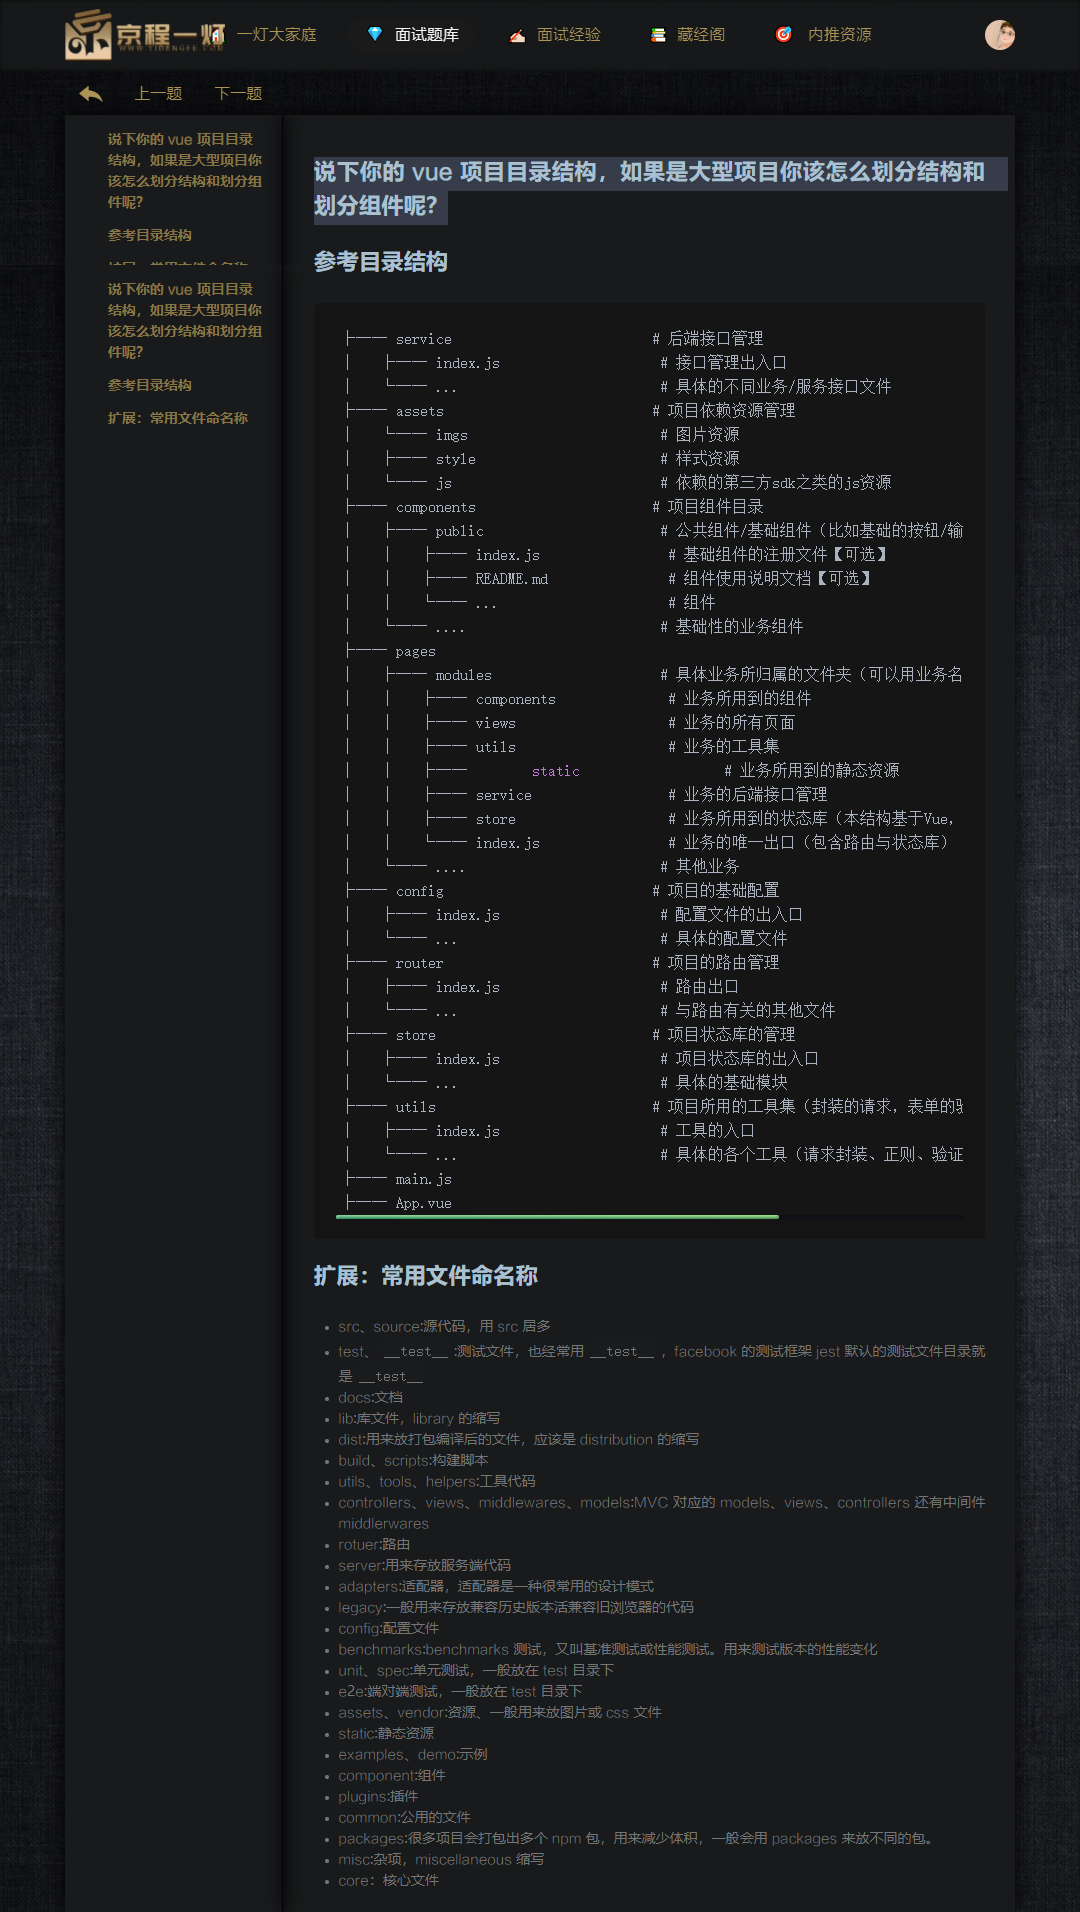 京程一灯
WWW.YIDENGFE.COM
一灯大家庭
面试题库
面试经验
藏经阁
内推资源
上一题
下一题
说下你的 vue 项目目录
结构，如果是大型项目你
该怎么划分结构和划分组
件呢？
参考目录结构
扩展：常用文件命名称
说下你的 vue 项目目录
结构，如果是大型项目你
该怎么划分结构和划分组
件呢？
参考目录结构
扩展：常用文件命名称
说下你的 vue 项目目录结构，如果是大型项目你该怎么划分结构和
划分组件呢？
参考目录结构
├── service # 后端接口管理
│ ├── index.js # 接口管理出入口
│ └── ... # 具体的不同业务/服务接口文件
├── assets # 项目依赖资源管理
│ └── imgs # 图片资源
│ ├── style # 样式资源
│ └── js # 依赖的第三方sdk之类的js资源
├── components # 项目组件目录
│ ├── public # 公共组件/基础组件（比如基础的按钮/输
│ │ ├── index.js # 基础组件的注册文件【可选】
│ │ ├── README.md # 组件使用说明文档【可选】
│ │ └── ... # 组件
│ └── .... # 基础性的业务组件
├── pages
│ ├── modules # 具体业务所归属的文件夹（可以用业务名
│ │ ├── components # 业务所用到的组件
│ │ ├── views # 业务的所有页面
│ │ ├── utils # 业务的工具集
│ │ ├── static # 业务所用到的静态资源
│ │ ├── service # 业务的后端接口管理
│ │ ├── store # 业务所用到的状态库（本结构基于Vue，
│ │ └── index.js # 业务的唯一出口（包含路由与状态库）
│ └── .... # 其他业务
├── config # 项目的基础配置
│ ├── index.js # 配置文件的出入口
│ └── ... # 具体的配置文件
├── router # 项目的路由管理
│ ├── index.js # 路由出口
│ └── ... # 与路由有关的其他文件
├── store # 项目状态库的管理
│ ├── index.js # 项目状态库的出入口
│ └── ... # 具体的基础模块
├── utils # 项目所用的工具集（封装的请求，表单的验
│ ├── index.js # 工具的入口
│ └── ... # 具体的各个工具（请求封装、正则、验证
├── main.js
├── App.vue
扩展：常用文件命名称
• src、source:源代码，用 src 居多
• test、 __test__ :测试文件，也经常用 __test__ ，facebook 的测试框架 jest 默认的测试文件目录就
是 __test__
• docs:文档
• lib:库文件，library 的缩写
• dist:用来放打包编译后的文件，应该是 distribution 的缩写
• build、scripts:构建脚本
• utils、tools、helpers:工具代码
• controllers、views、middlewares、models:MVC 对应的 models、views、controllers 还有中间件
middlerwares
• rotuer:路由
• server:用来存放服务端代码
• adapters:适配器，适配器是一种很常用的设计模式
• legacy:一般用来存放兼容历史版本活兼容旧浏览器的代码
• config:配置文件
• benchmarks:benchmarks 测试，又叫基准测试或性能测试。用来测试版本的性能变化
• unit、spec:单元测试，一般放在 test 目录下
• e2e:端对端测试，一般放在 test 目录下
• assets、vendor:资源、一般用来放图片或 css 文件
• static:静态资源
• examples、demo:示例
• component:组件
• plugins:插件
• common:公用的文件
• packages:很多项目会打包出多个 npm 包，用来减少体积，一般会用 packages 来放不同的包。
• misc:杂项，miscellaneous 缩写
• core：核心文件